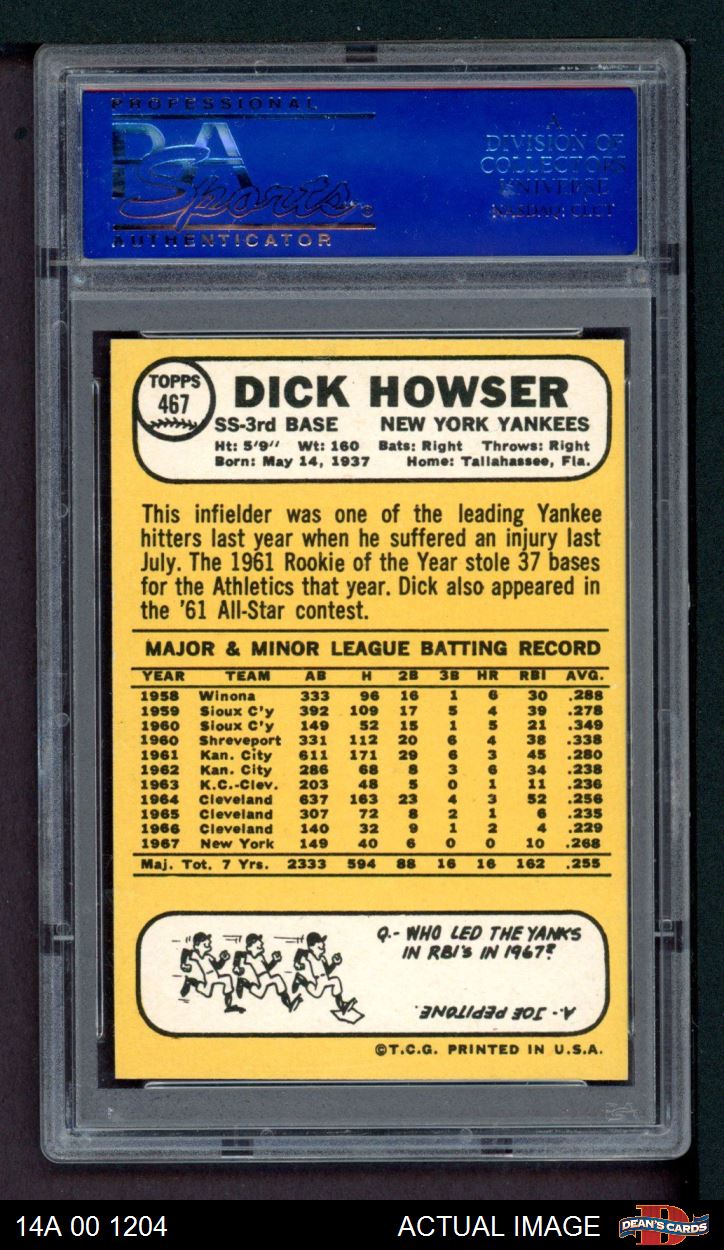 PROFESSIONAL
PSA
Sports
AUTHENTICATOR
A
DIVISION OF
COLLECTORS
UNIVERSE
NASDAQ: CLCT
TOPPS
467
DICK HOWSER
SS-3rd BASE NEW YORK YANKEES
Ht: 5'9" Wt: 160 Bats: Right Throws: Right
Born: May 14, 1937 Home: Tallahassee, Fla.
This infielder was one of the leading Yankee
hitters last year when he suffered an injury last
July. The 1961 Rookie of the Year stole 37 bases
for the Athletics that year. Dick also appeared in
the '61 All-Star contest.
MAJOR & MINOR LEAGUE BATTING RECORD
YEAR TEAM AB H 2B 3B HR RBI AVG.
1958 Winona 333 96 16 1 6 30 .288
1959 Sioux C'y 392 109 17 5 4 39 .278
1960 Sioux C'y 149 52 15 1 5 21 .349
1960 Shreveport 331 112 20 6 4 38 .338
1961 Kan. City 611 171 29 6 3 45 .280
1962 Kan. City 286 68 8 3 6 34 .238
1963 K.C.-Clev. 203 48 5 0 1 11 .236
1964 Cleveland 637 163 23 4 3 52 .256
1965 Cleveland 307 72 8 2 1 6 .235
1966 Cleveland 140 32 9 1 2 4 .229
1967 New York 149 40 6 0 0 10 .268
Maj. Tot. 7 Yrs. 2333 594 88 16 16 162 .255
Q.- WHO LED THE YANKS
IN RBI'S IN 1967?
A- JOE PEPITONE.
©T.C.G. PRINTED IN U.S.A.
14A 00 1204 ACTUAL IMAGE DEAN'S CARDS